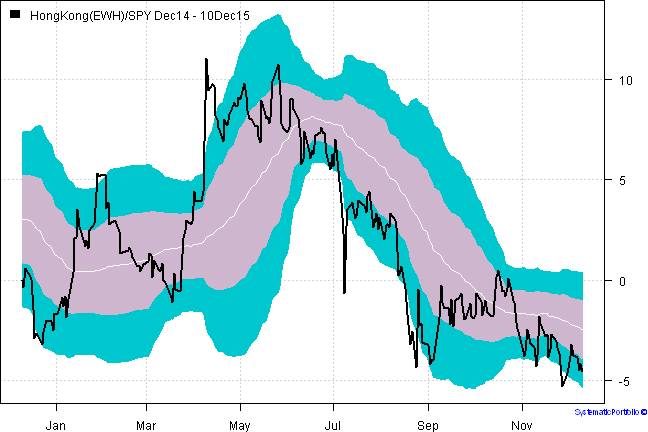 HongKong(EWH)/SPY Dec14 - 10Dec15
10
5
0
-5
Jan Mar May Jul Sep Nov
SystematicPortfolio ©